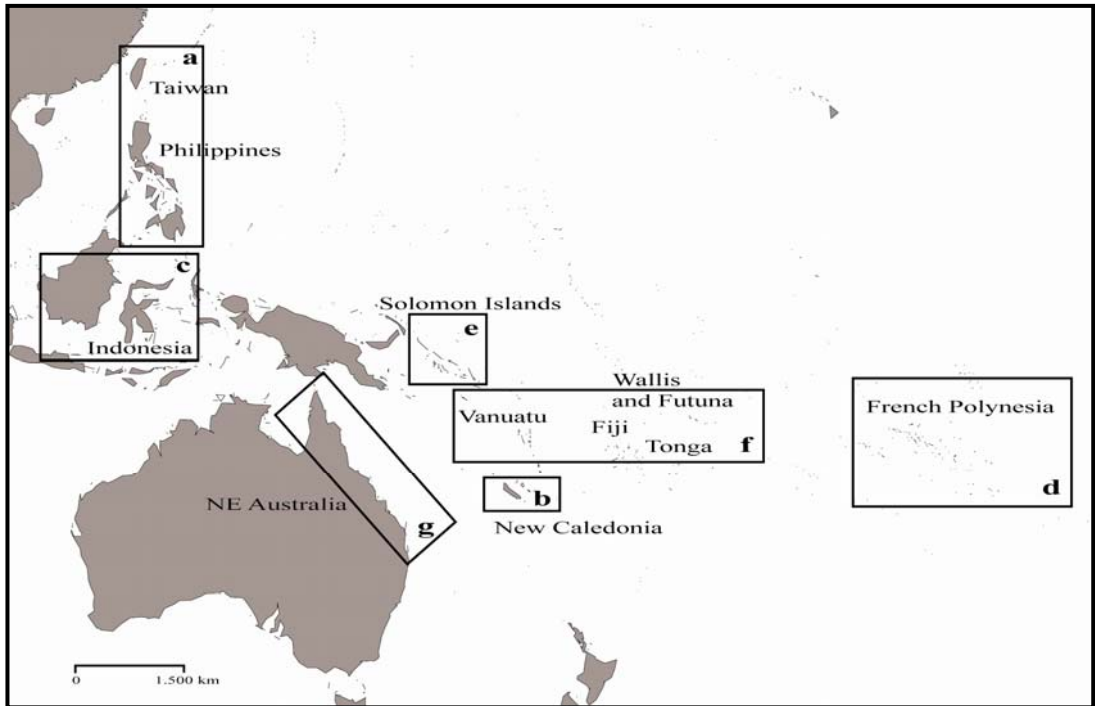 a
Taiwan
Philippines
c
Indonesia
Solomon Islands
e
Wallis
and Futuna
Vanuatu
Fiji
Tonga
f
French Polynesia
d
NE Australia
g
b
New Caledonia
0
1.500 km